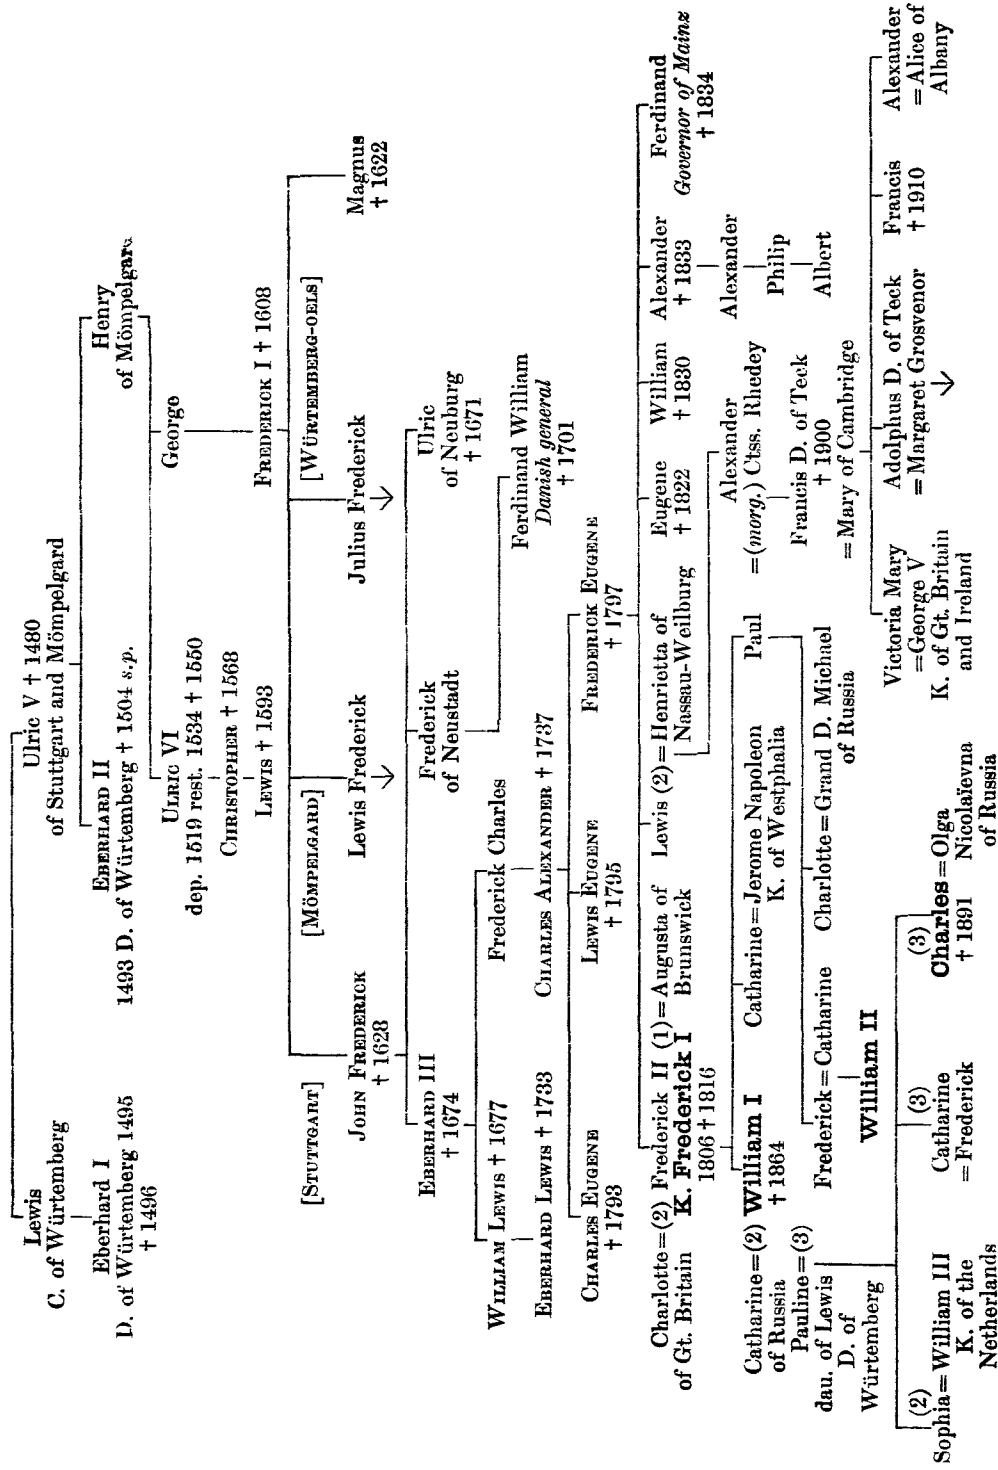 Lewis
C. of Würtemberg
Ulric V † 1480
of Stuttgart and Mömpelgard
Eberhard I
D. of Würtemberg 1495
† 1496
EBERHARD II
1493 D. of Würtemberg † 1504 s.p.
Henry
of Mömpelgard
ULRIC VI
dep. 1519 rest. 1534 † 1550
George
CHRISTOPHER † 1568
LEWIS † 1593
FREDERICK I † 1608
[STUTTGART]
[MÖMPELGARD]
[WÜRTEMBERG-OELS]
JOHN FREDERICK
† 1628
Lewis Frederick
Julius Frederick
Magnus
† 1622
EBERHARD III
† 1674
Frederick
of Neustadt
Ulric
of Neuburg
† 1671
WILLIAM LEWIS † 1677
Frederick Charles
Ferdinand William
Danish general
† 1701
EBERHARD LEWIS † 1733
CHARLES ALEXANDER † 1737
CHARLES EUGENE
† 1793
LEWIS EUGENE
† 1795
FREDERICK EUGENE
† 1797
Charlotte=(2) Frederick II (1)=Augusta of
of Gt. Britain K. Frederick I Brunswick
1806 † 1816
Lewis (2)=Henrietta of
Nassau-Weilburg
Eugene
† 1822
William
† 1830
Alexander
† 1833
Ferdinand
Governor of Mainz
† 1834
Catharine=(2) William I
of Russia † 1864
Pauline=(3)
dau. of Lewis
D. of
Würtemberg
Catharine=Jerome Napoleon
K. of Westphalia
Paul
Alexander
=(morg.) Ctss. Rhedey
Alexander
Frederick=Catharine
Charlotte=Grand D. Michael
of Russia
Francis D. of Teck
† 1900
=Mary of Cambridge
Philip
William II
Albert
(2)
Sophia=William III
K. of the
Netherlands
(3)
Catharine
=Frederick
(3)
Charles=Olga
† 1891 Nicolaïevna
of Russia
Victoria Mary
=George V
K. of Gt. Britain
and Ireland
Adolphus D. of Teck
=Margaret Grosvenor
Francis
† 1910
Alexander
=Alice of
Albany